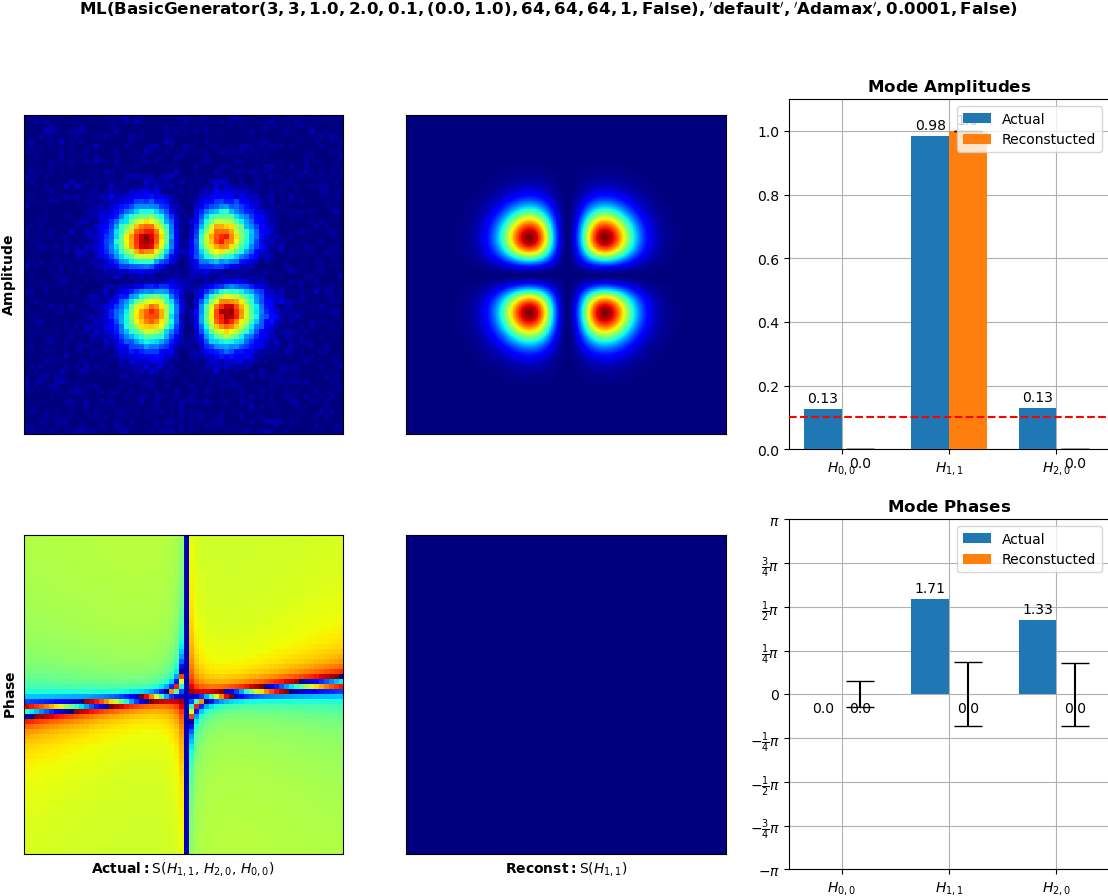 ML(BasicGenerator(3, 3, 1.0, 2.0, 0.1, (0.0, 1.0), 64, 64, 64, 1, False), 'default', 'Adamax', 0.0001, False)
Mode Amplitudes
Actual
Reconstucted
1.0
0.8
0.6
0.4
0.2
0.0
0.13
0.98
0.13
0.0
0.0
H0,0
H1,1
H2,0
Amplitude
Mode Phases
Actual
Reconstucted
π
3/4π
1/2π
1/4π
0
−1/4π
−1/2π
−3/4π
−π
0.0
0.0
1.71
0.0
1.33
0.0
H0,0
H1,1
H2,0
Phase
Actual: S(H1,1, H2,0, H0,0)
Reconst: S(H1,1)